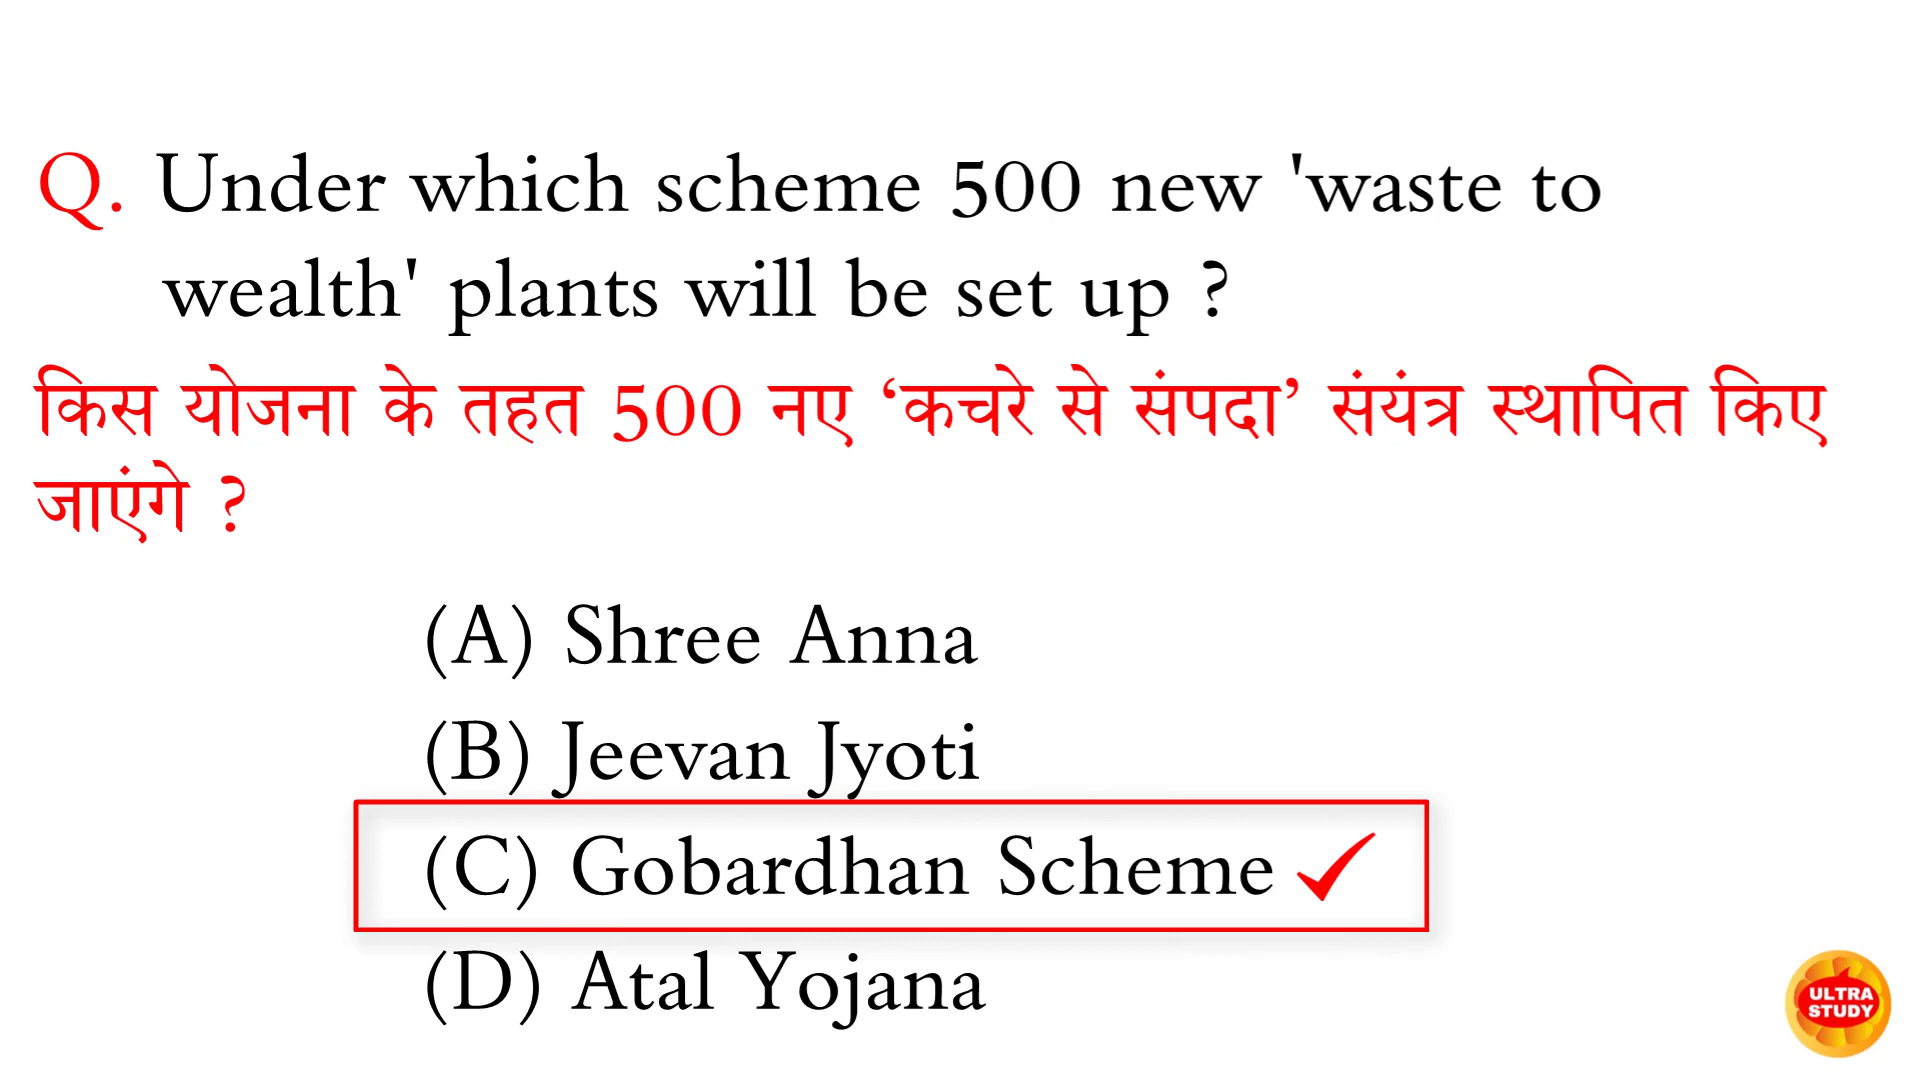 Q. Under which scheme 500 new 'waste to
wealth' plants will be set up ?
किस योजना के तहत 500 नए ‘कचरे से संपदा’ संयंत्र स्थापित किए
जाएंगे ?
(A) Shree Anna
(B) Jeevan Jyoti
(C) Gobardhan Scheme
(D) Atal Yojana
ULTRA
STUDY